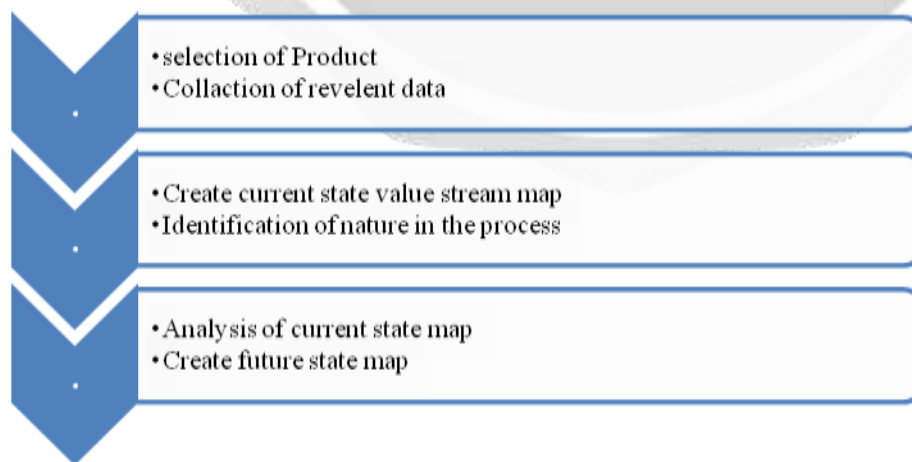 •selection of Product
•Collaction of revelent data
•Create current state value stream map
•Identification of nature in the process
•Analysis of current state map
•Create future state map